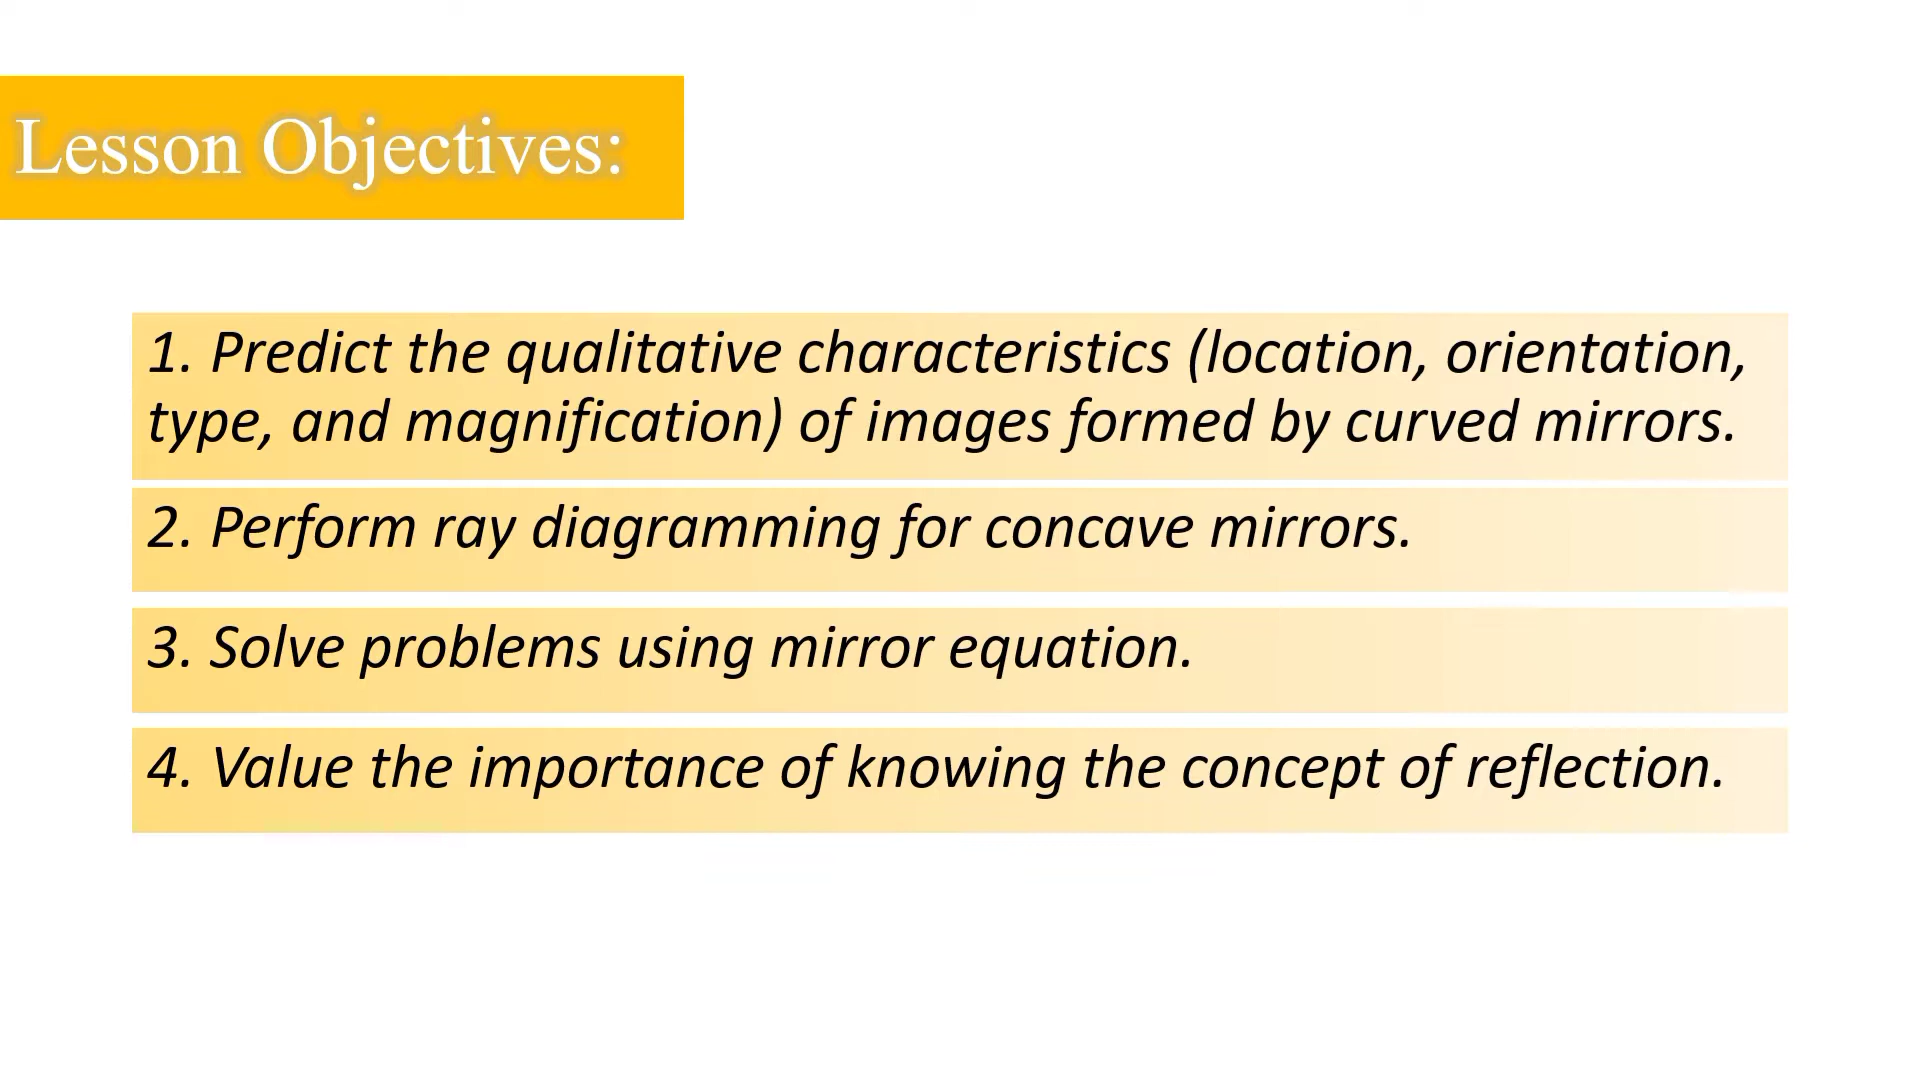 Lesson Objectives:
1. Predict the qualitative characteristics (location, orientation,
type, and magnification) of images formed by curved mirrors.
2. Perform ray diagramming for concave mirrors.
3. Solve problems using mirror equation.
4. Value the importance of knowing the concept of reflection.